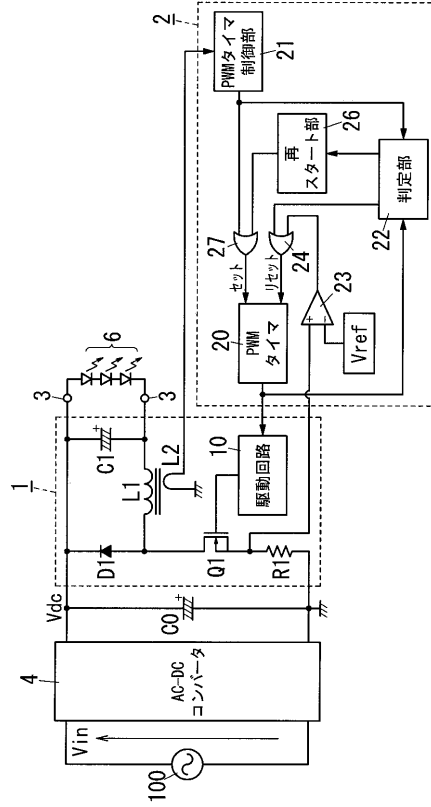 100
Vin
4
AC-DC
コンバータ
Vdc
C0
1
D1
Q1
R1
L1
L2
C1
10
駆動回路
3
3
6
2
20
PWM
タイマ
セット
リセット
27
24
23
Vref
PWMタイマ
制御部
21
再
スタート部
26
判定部
22
+
−
+
+